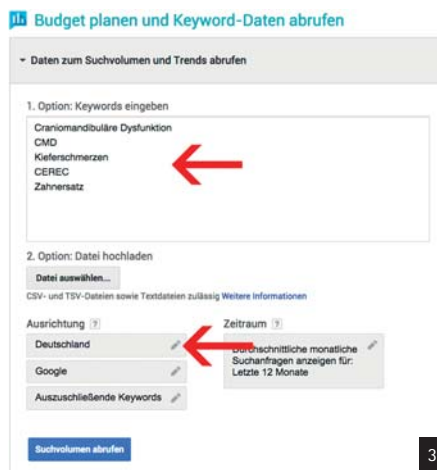 Budget planen und Keyword-Daten abrufen
Daten zum Suchvolumen und Trends abrufen
1. Option: Keywords eingeben
Craniomandibuläre Dysfunktion
CMD
Kieferschmerzen
CEREC
Zahnersatz
2. Option: Datei hochladen
Datei auswählen...
CSV- und TSV-Dateien sowie Textdateien zulässig Weitere Informationen
Ausrichtung ?
Deutschland
Google
Auszuschließende Keywords
Zeitraum ?
Durchschnittliche monatliche
Suchanfragen anzeigen für:
Letzte 12 Monate
Suchvolumen abrufen
3